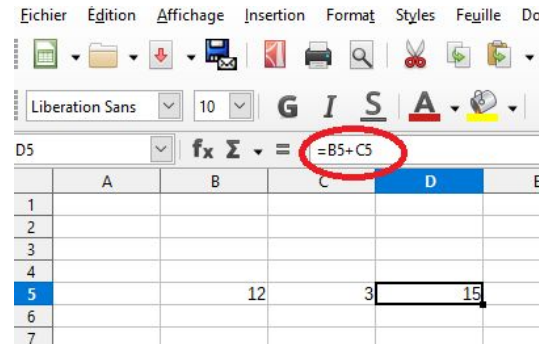 Fichier Édition Affichage Insertion Format Styles Feuille Do
Liberation Sans 10 G I S A
D5 fx Σ = =B5+C5
A B C D E
1
2
3
4
5 12 3 15
6
7